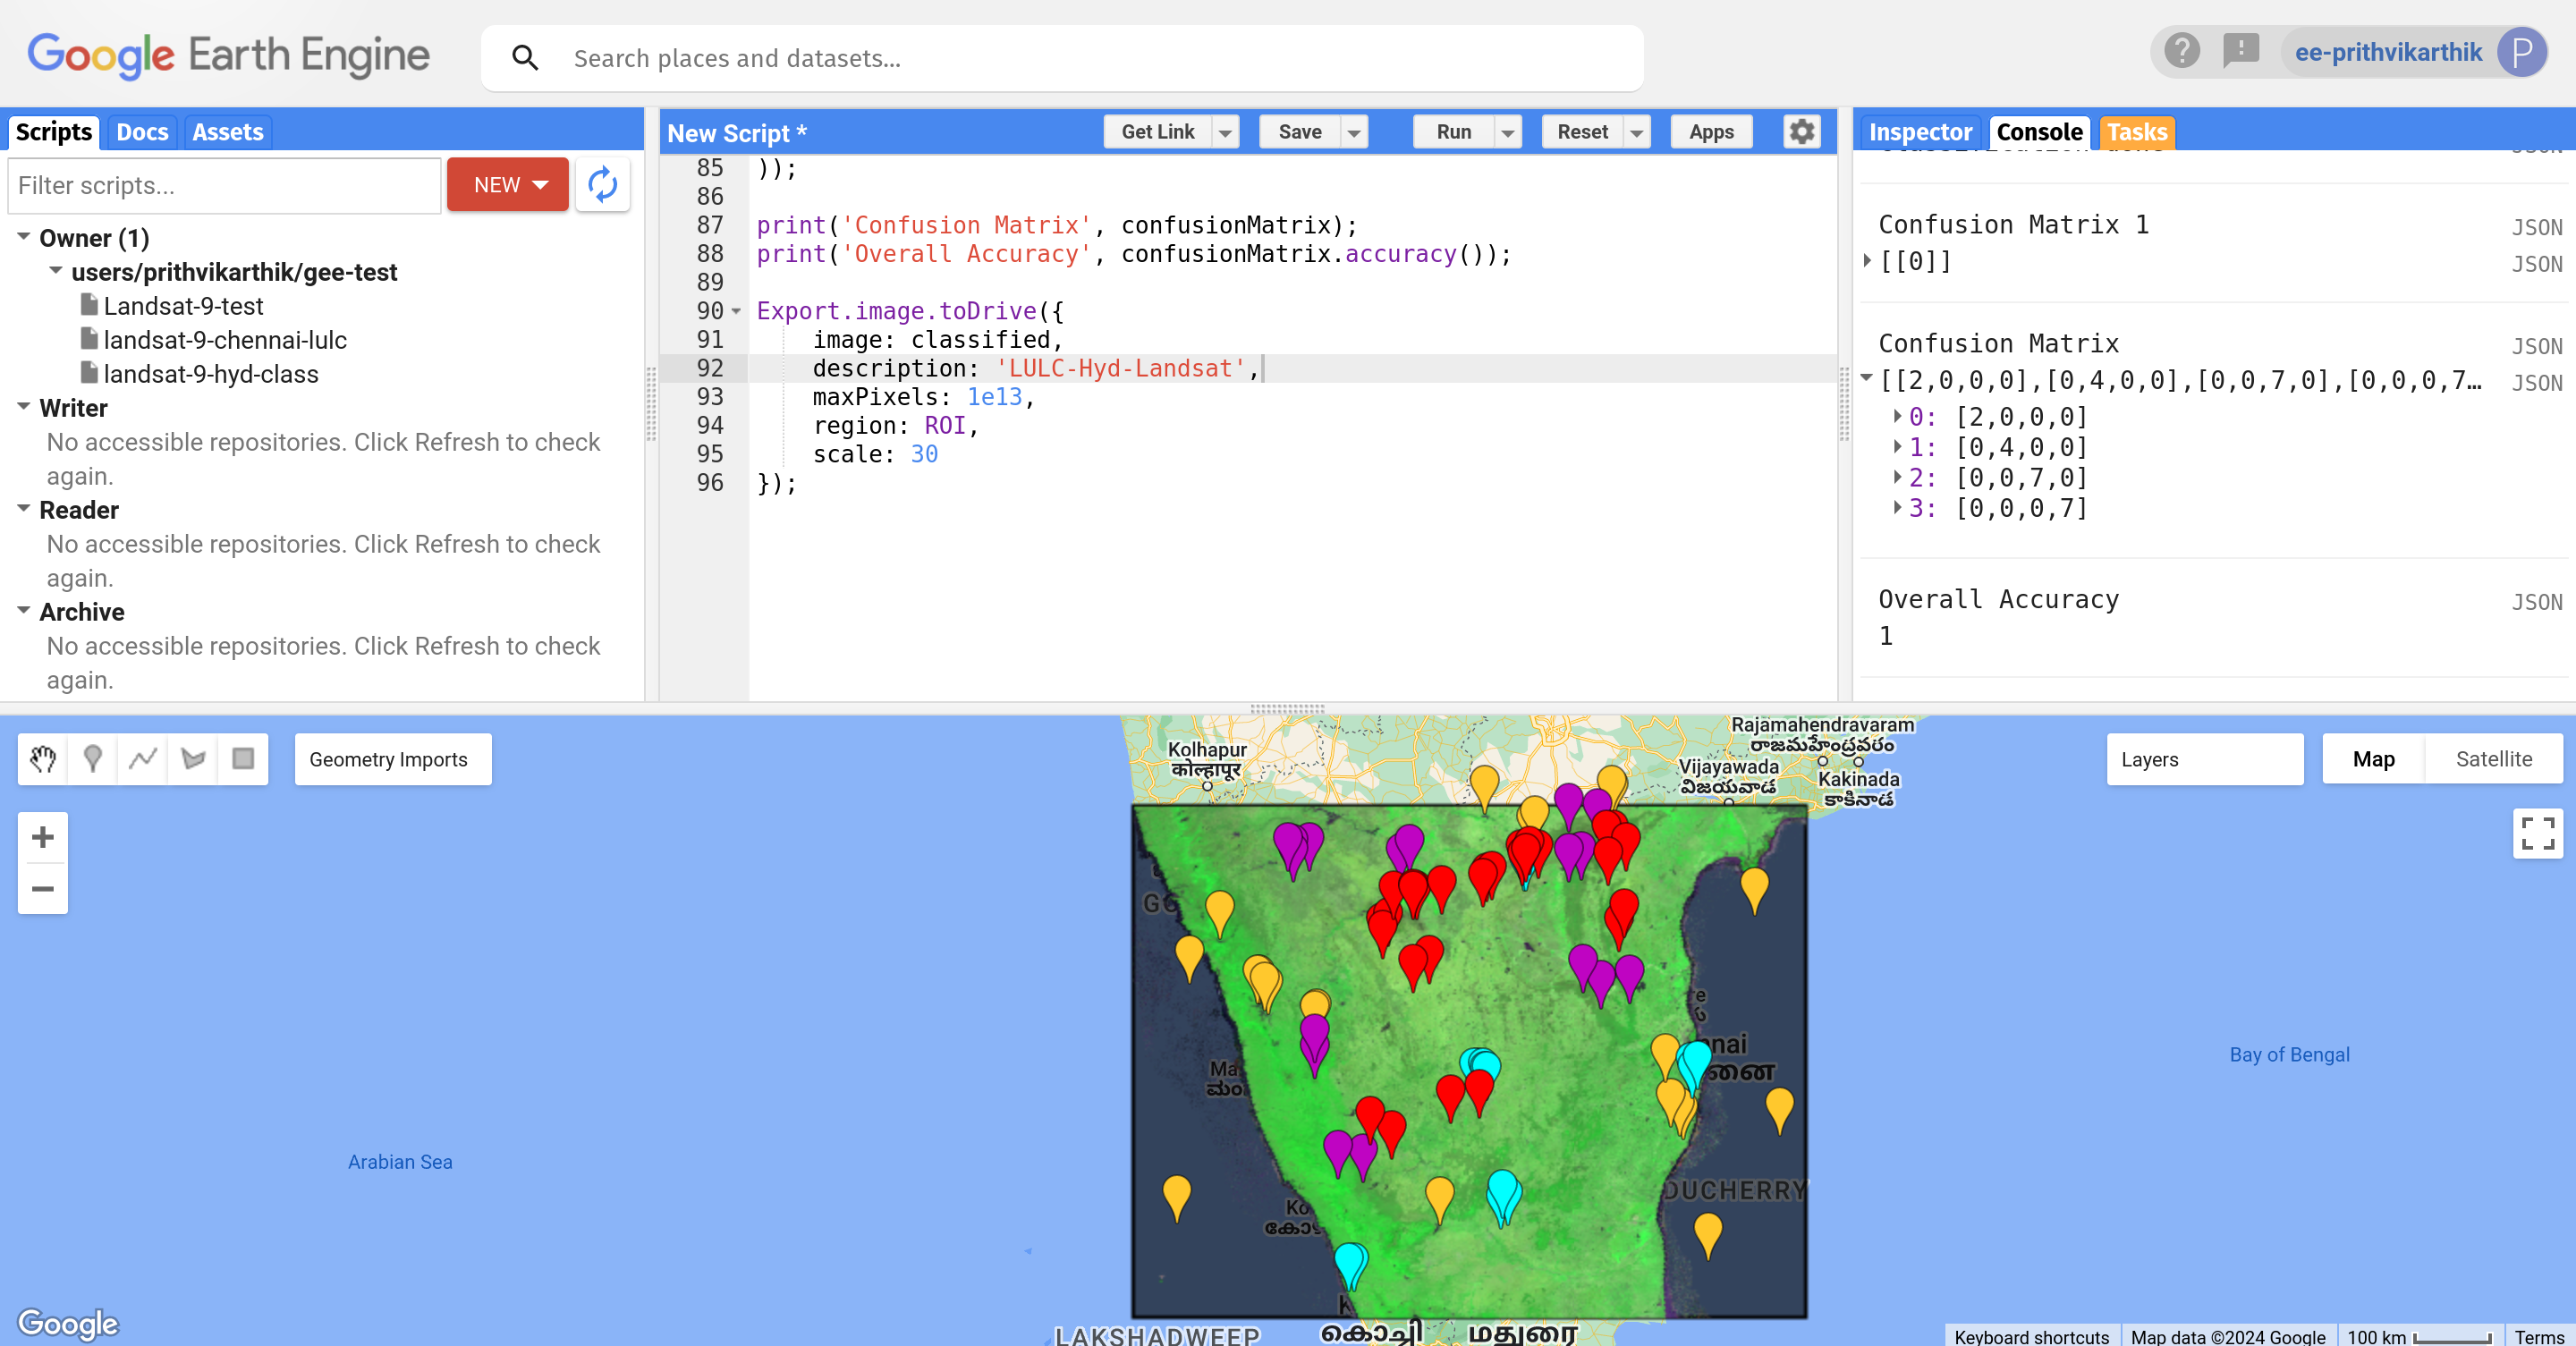 Google Earth Engine
Search places and datasets...
ee-prithvikarthik
P
Scripts
Docs
Assets
Filter scripts...
NEW
Owner (1)
users/prithvikarthik/gee-test
Landsat-9-test
landsat-9-chennai-lulc
landsat-9-hyd-class
Writer
No accessible repositories. Click Refresh to check
again.
Reader
No accessible repositories. Click Refresh to check
again.
Archive
No accessible repositories. Click Refresh to check
again.
New Script *
Get Link
Save
Run
Reset
Apps
85 ));
86
87 print('Confusion Matrix', confusionMatrix);
88 print('Overall Accuracy', confusionMatrix.accuracy());
89
90 Export.image.toDrive({
91 image: classified,
92 description: 'LULC-Hyd-Landsat',
93 maxPixels: 1e13,
94 region: ROI,
95 scale: 30
96 });
Inspector
Console
Tasks
Confusion Matrix 1 JSON
[[0]] JSON
Confusion Matrix JSON
[[2,0,0,0],[0,4,0,0],[0,0,7,0],[0,0,0,7… JSON
0: [2,0,0,0]
1: [0,4,0,0]
2: [0,0,7,0]
3: [0,0,0,7]
Overall Accuracy JSON
1
Geometry Imports
Layers
Map
Satellite
Kolhapur
कोल्हापूर
Rajamahendravaram
రాజమహేంద్రవరం
Vijayawada
విజయవాడ
Kakinada
కాకినాడ
Arabian Sea
Bay of Bengal
DUCHERRY
LAKSHADWEEP
கொச்சி
மதுரை
Google
Keyboard shortcuts
Map data ©2024 Google
100 km
Terms